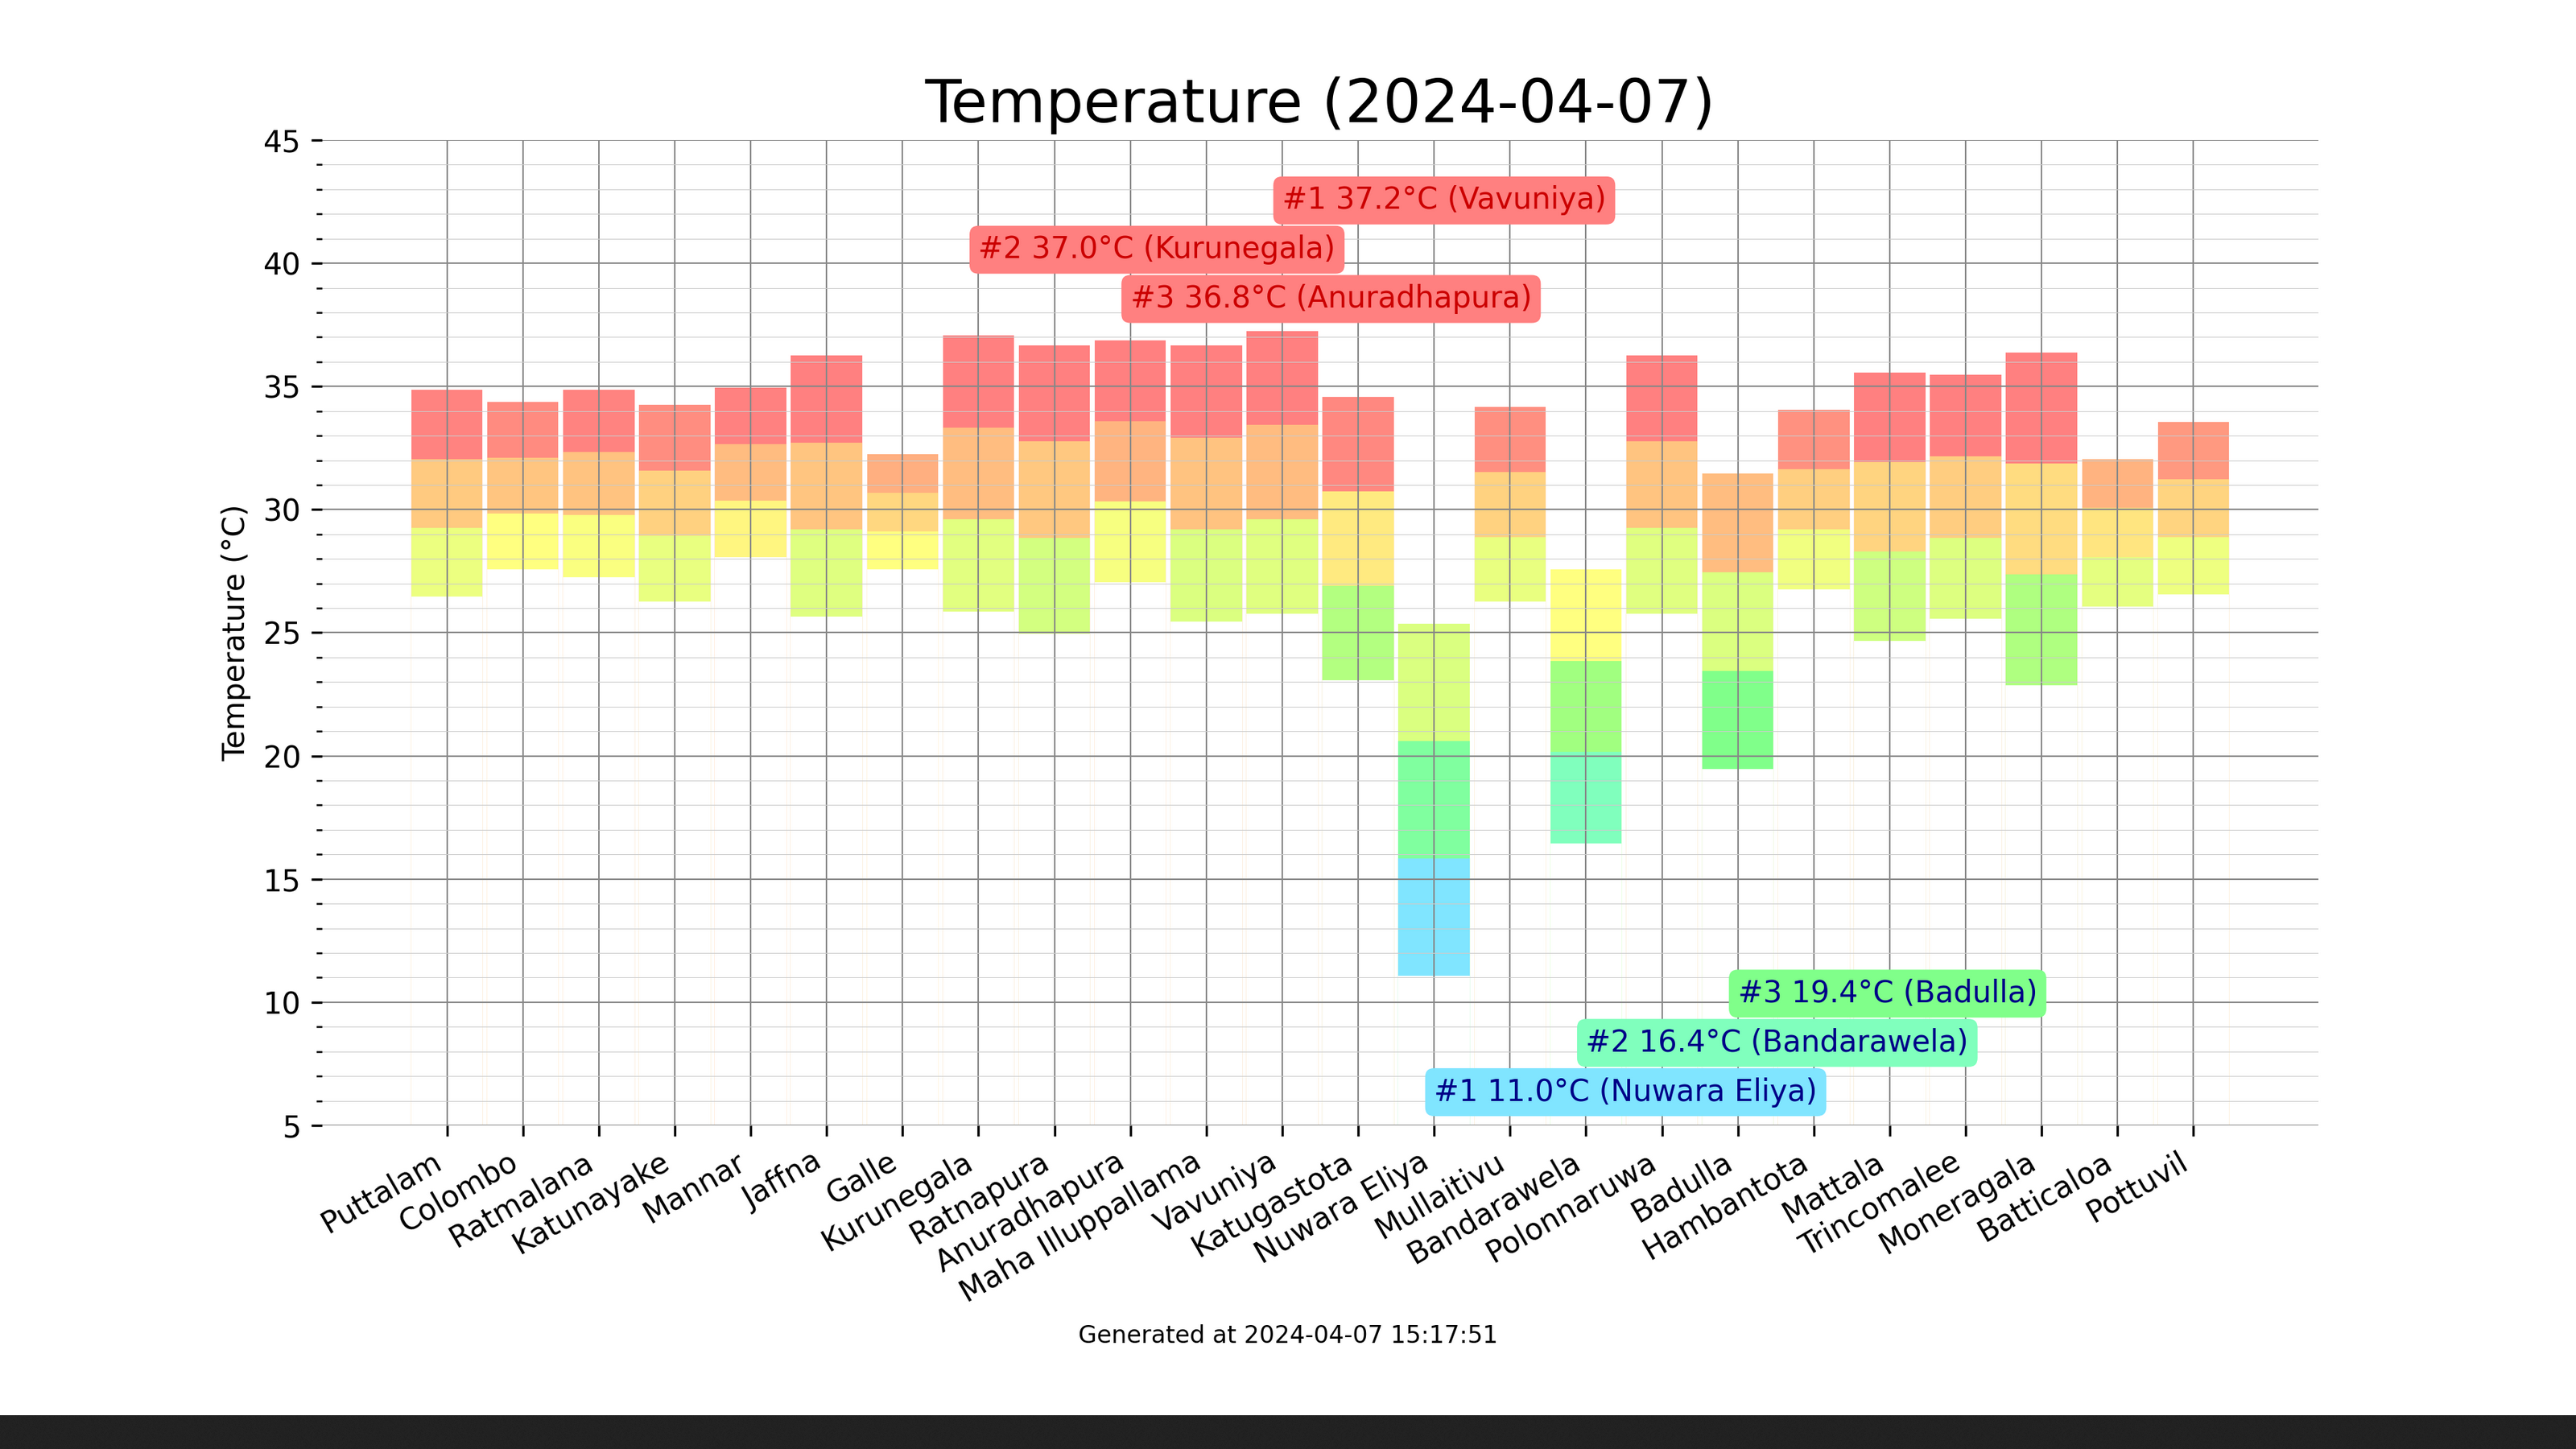 Temperature (2024-04-07)
45
40
35
30
25
20
15
10
5
Temperature (°C)
#1 37.2°C (Vavuniya)
#2 37.0°C (Kurunegala)
#3 36.8°C (Anuradhapura)
#3 19.4°C (Badulla)
#2 16.4°C (Bandarawela)
#1 11.0°C (Nuwara Eliya)
Puttalam
Colombo
Ratmalana
Katunayake
Mannar
Jaffna
Galle
Kurunegala
Ratnapura
Anuradhapura
Maha Illuppallama
Vavuniya
Katugastota
Nuwara Eliya
Mullaitivu
Bandarawela
Polonnaruwa
Badulla
Hambantota
Mattala
Trincomalee
Moneragala
Batticaloa
Pottuvil
Generated at 2024-04-07 15:17:51